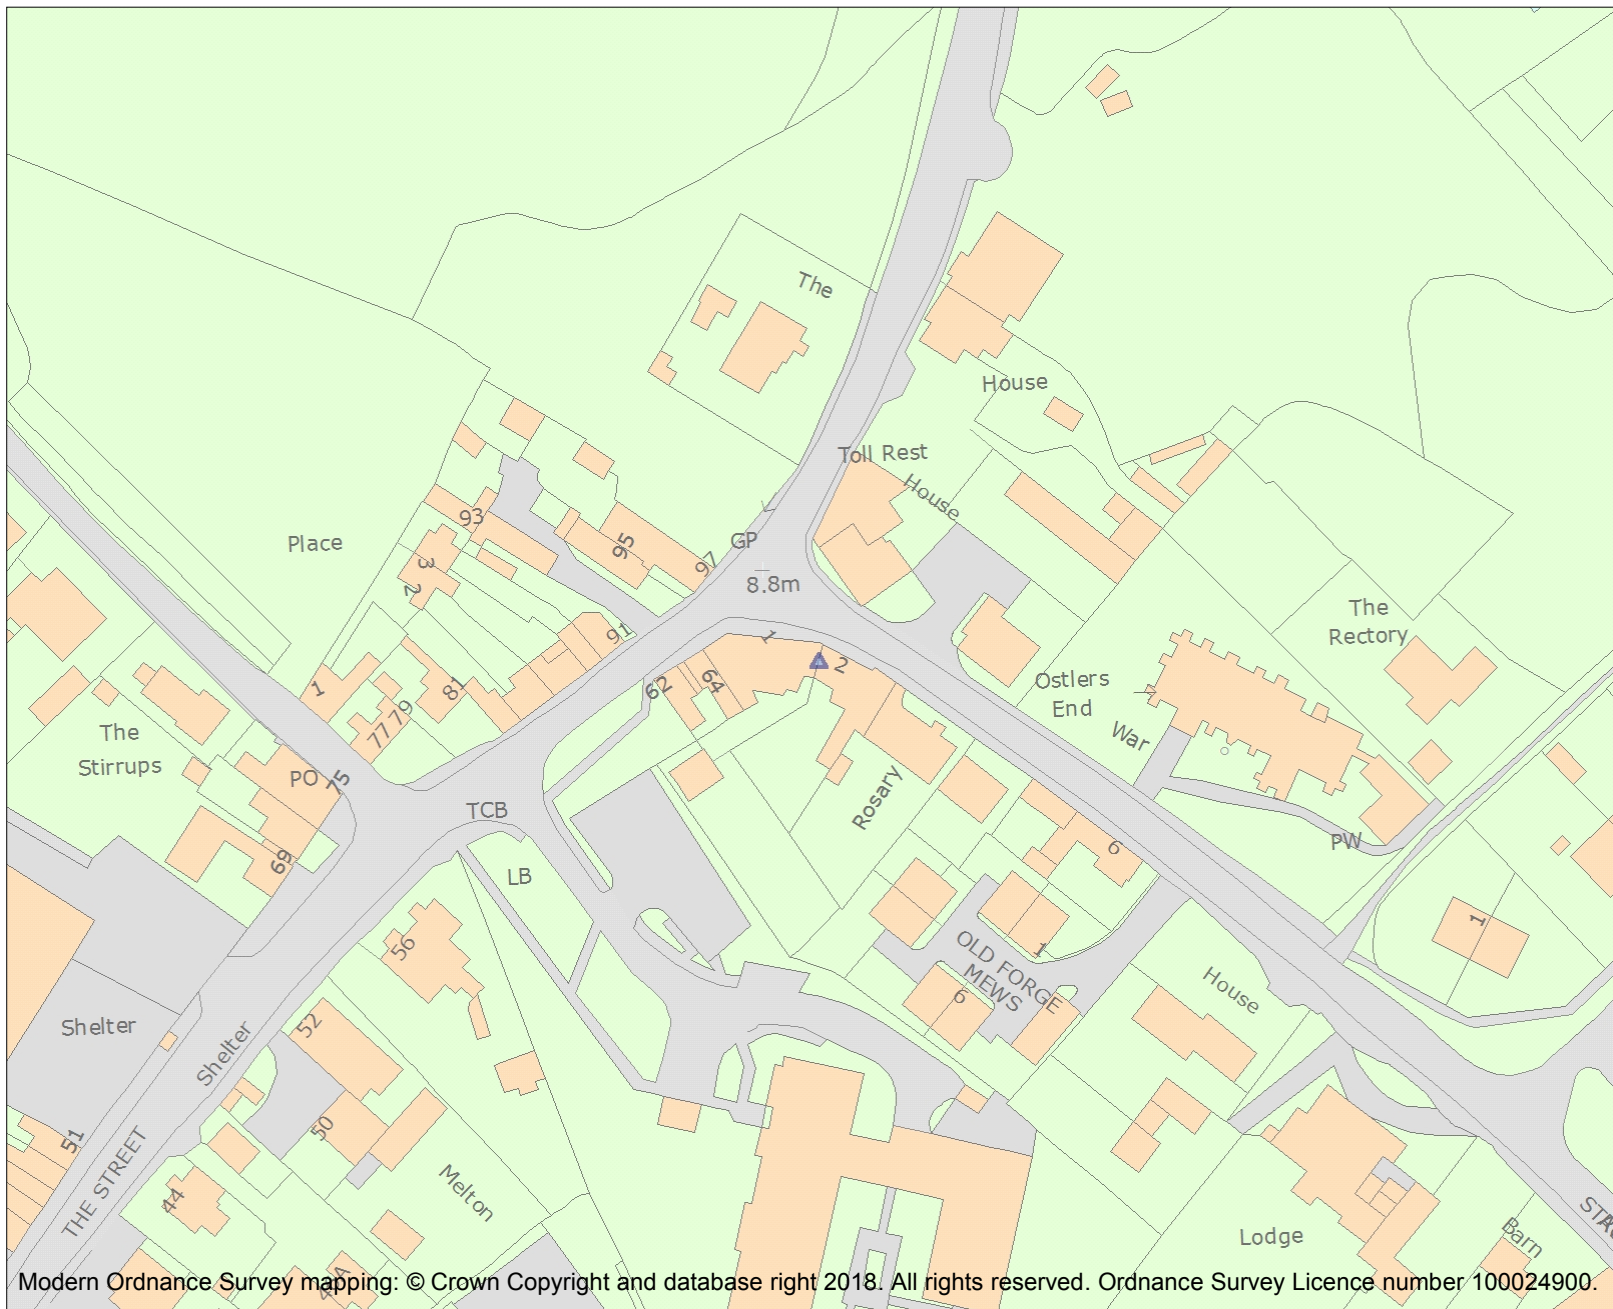 The
House
Toll Rest
House
93
Place
95
GP
97
3
2
8.8m
The
Rectory
91
1
2
1
62
64
81
Ostlers
End
War
77 79
The
Stirrups
PO
75
Rosary
TCB
6
PW
69
LB
56
1
1
OLD FORGE
MEWS
6
House
Shelter
52
Shelter
50
51
THE STREET
44
Melton
Lodge
Barn
Modern Ordnance Survey mapping: © Crown Copyright and database right 2018. All rights reserved. Ordnance Survey Licence number 100024900.